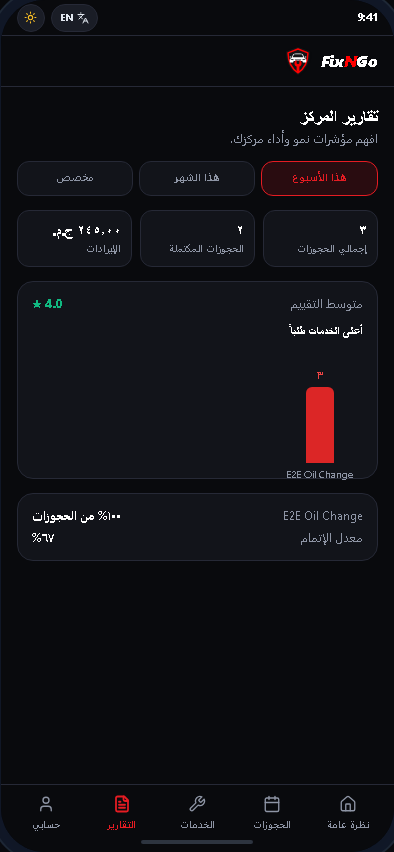 9:41
EN
FixNGo
تقارير المركز
افهم مؤشرات نمو وأداء مركزك.
هذا الأسبوع
هذا الشهر
مخصص
٣
إجمالي الحجوزات
٢
الحجوزات المكتملة
٢٤٥٫٠٠ ج.م.
الإيرادات
متوسط التقييم
★ 4.0
أعلى الخدمات طلباً
٣
E2E Oil Change
E2E Oil Change
١٠٠% من الحجوزات
معدل الإتمام
٦٧%
نظرة عامة
الحجوزات
الخدمات
التقارير
حسابي